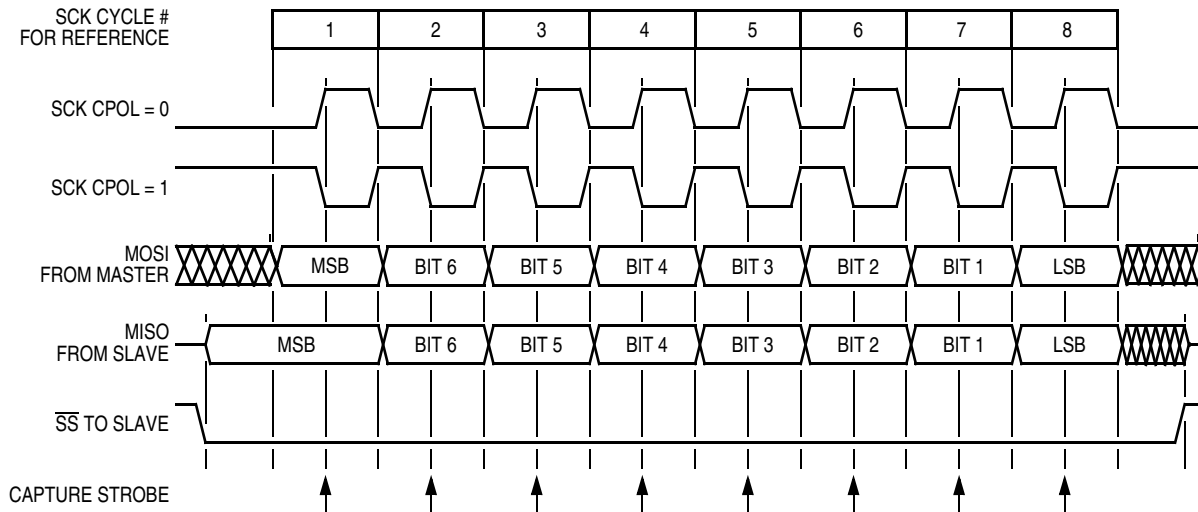 SCK CYCLE #
FOR REFERENCE
1 2 3 4 5 6 7 8
SCK CPOL = 0
SCK CPOL = 1
MOSI
FROM MASTER
MSB BIT 6 BIT 5 BIT 4 BIT 3 BIT 2 BIT 1 LSB
MISO
FROM SLAVE
MSB BIT 6 BIT 5 BIT 4 BIT 3 BIT 2 BIT 1 LSB
SS TO SLAVE
CAPTURE STROBE